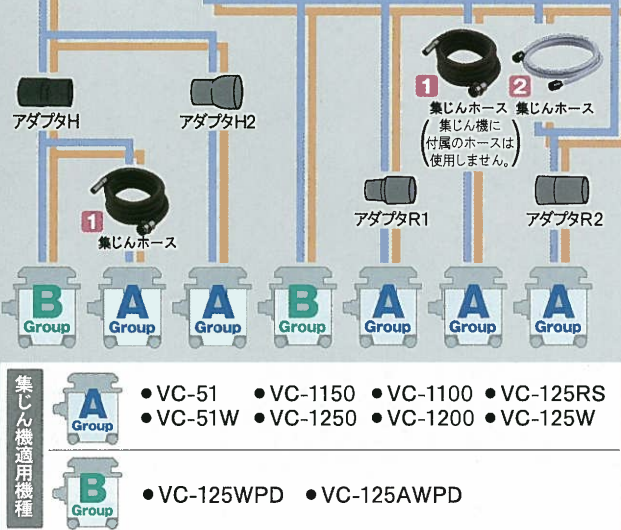 アダプタH
アダプタH2
1
集じんホース
1
集じんホース
(集じん機に
付属のホースは
使用しません。)
2
集じんホース
アダプタR1
アダプタR2
B
Group
A
Group
A
Group
B
Group
A
Group
A
Group
A
Group
集じん機適用機種
A
Group
●VC-51 ●VC-1150 ●VC-1100 ●VC-125RS
●VC-51W ●VC-1250 ●VC-1200 ●VC-125W
B
Group
●VC-125WPD ●VC-125AWPD